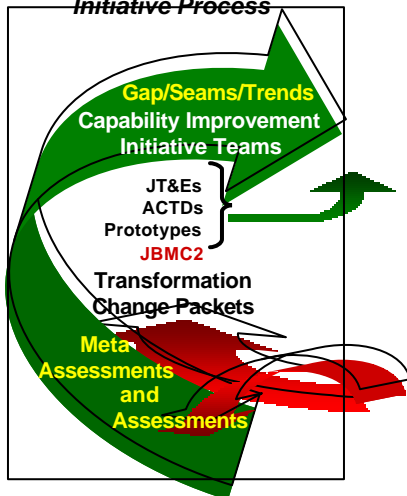 Initiative Process
Gap/Seams/Trends
Capability Improvement
Initiative Teams
JT&Es
ACTDs
Prototypes
JBMC2
Transformation
Change Packets
Meta
Assessments
and
Assessments